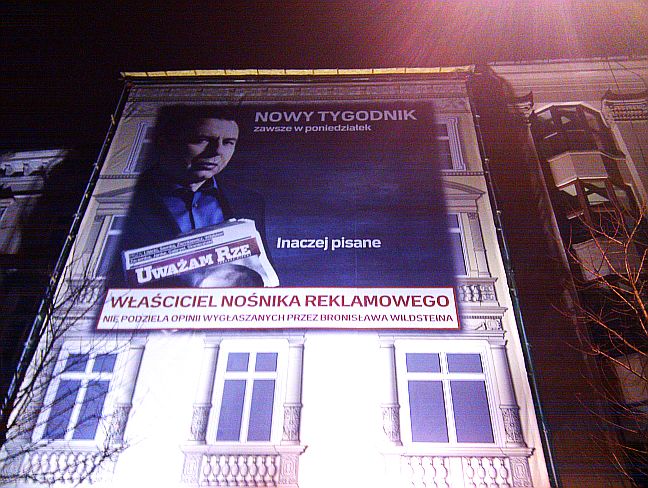 NOWY TYGODNIK
zawsze w poniedziałek
Inaczej pisane
UWAŻAM RZE
WŁAŚCICIEL NOŚNIKA REKLAMOWEGO
NIE PODZIELA OPINII WYGŁASZANYCH PRZEZ BRONISŁAWA WILDSTEINA